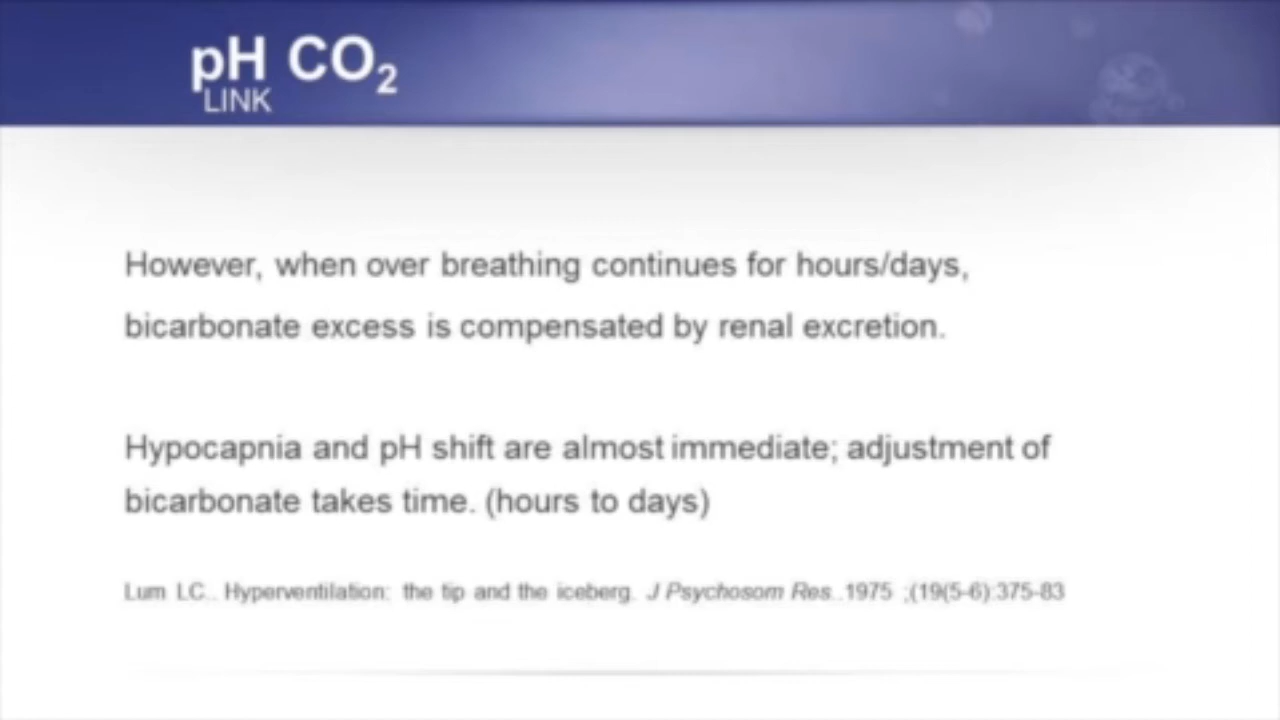 pH CO₂
LINK
However, when over breathing continues for hours/days,
bicarbonate excess is compensated by renal excretion.
Hypocapnia and pH shift are almost immediate; adjustment of
bicarbonate takes time. (hours to days)
Lum LC.. Hyperventilation: the tip and the iceberg. J Psychosom Res..1975 ;(19(5-6):375-83